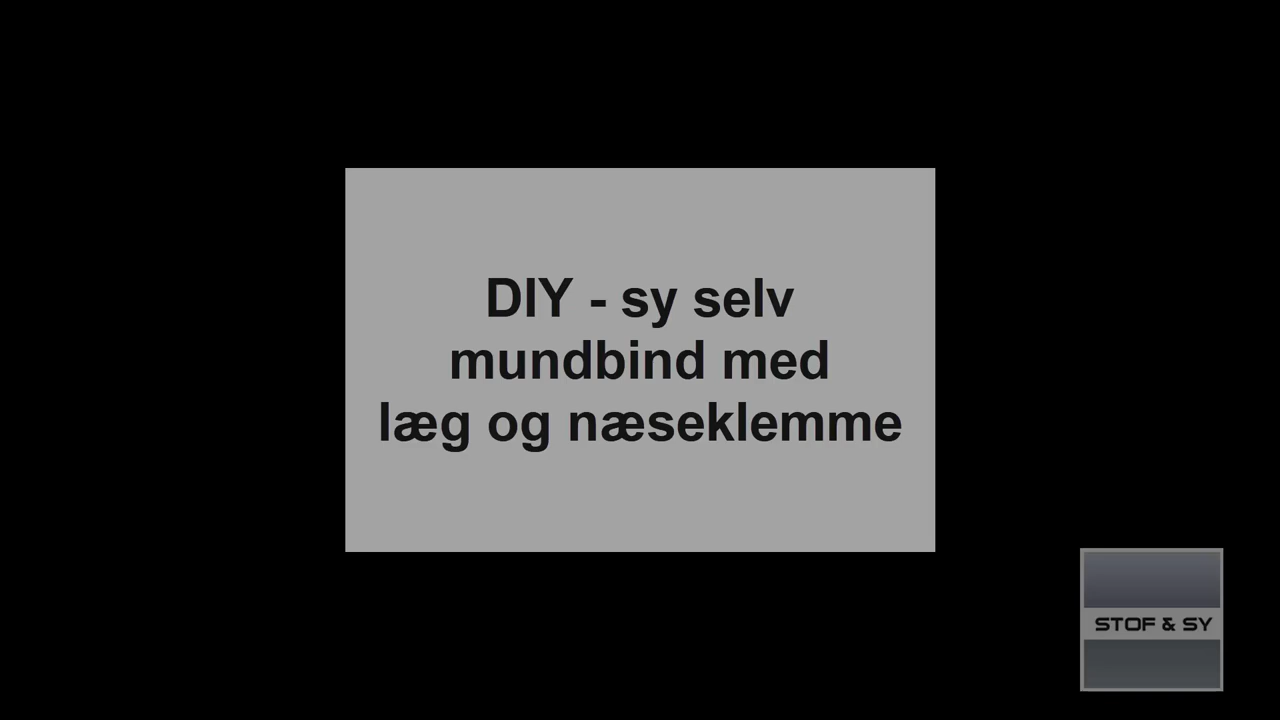 DIY - sy selv
mundbind med
læg og næseklemme
STOF & SY